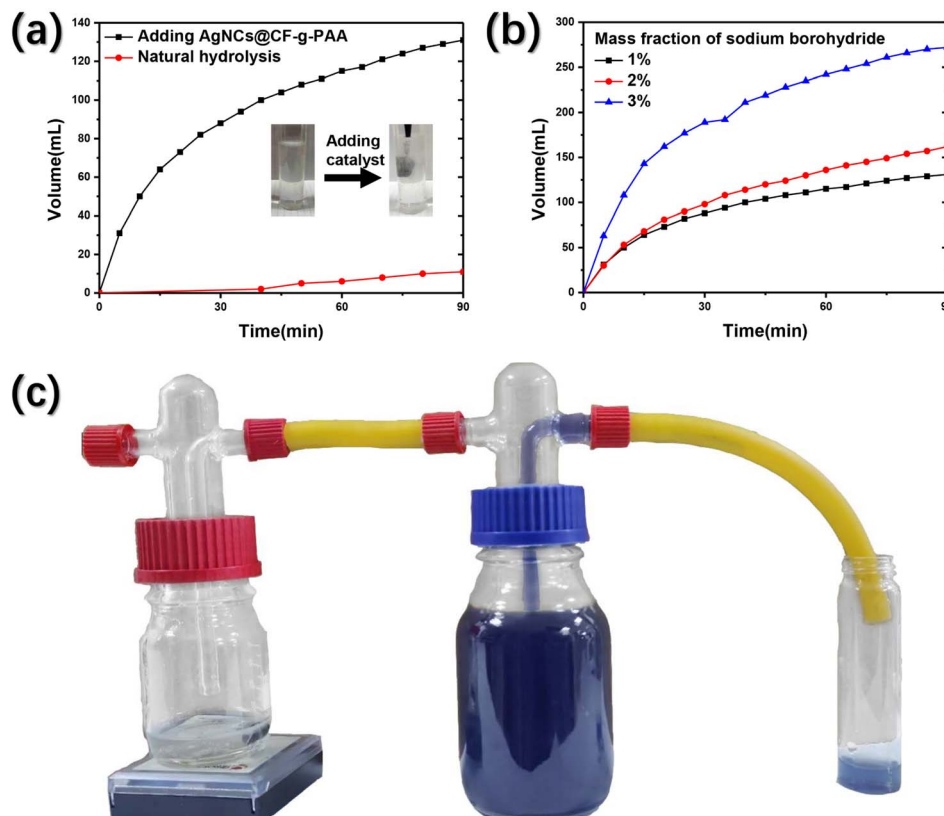 (a)
Adding AgNCs@CF-g-PAA
Natural hydrolysis
Adding
catalyst
Volume(mL)
140
120
100
80
60
40
20
0
0
30
60
90
Time(min)
(b)
Mass fraction of sodium borohydride
1%
2%
3%
Volume(mL)
300
250
200
150
100
50
0
0
30
60
9
Time(min)
(c)